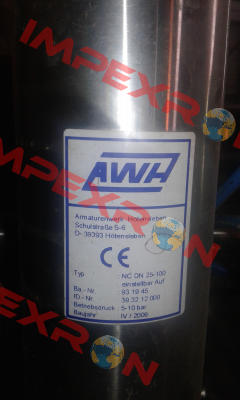 IMPEXRON
IMPEXRON
IMPEXRON
AWH
Armaturenwerk Hötensleben
Schulstraße 5-6
D- 39393 Hötensleben
CE
Typ : NC DN 25-100
einstellbar Auf
Ba.-Nr. : 93 19 45
ID.-Nr. : 39 32 12 000
Betriebsdruck : 5-10 bar
Baujahr : IV / 2006